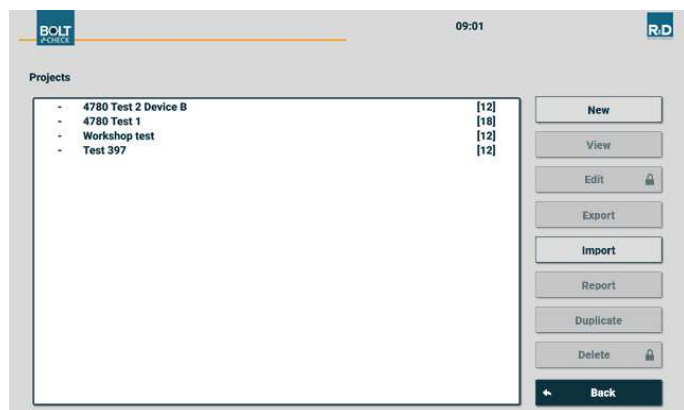 BOLT
CHECK
09:01
R&D
Projects
- 4780 Test 2 Device B [12]
- 4780 Test 1 [18]
- Workshop test [12]
- Test 397 [12]
New
View
Edit
Export
Import
Report
Duplicate
Delete
Back